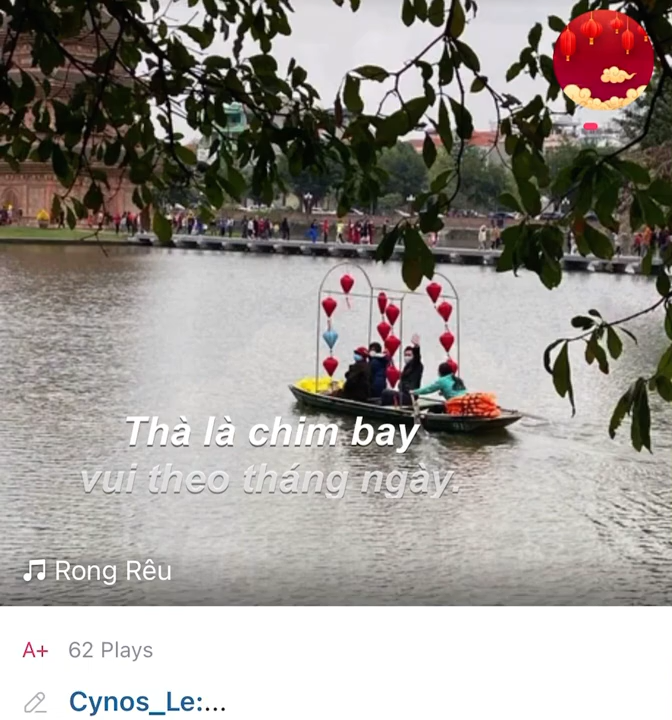 Thà là chim bay
vui theo tháng ngày.
Rong Rêu
A+ 62 Plays
Cynos_Le:...